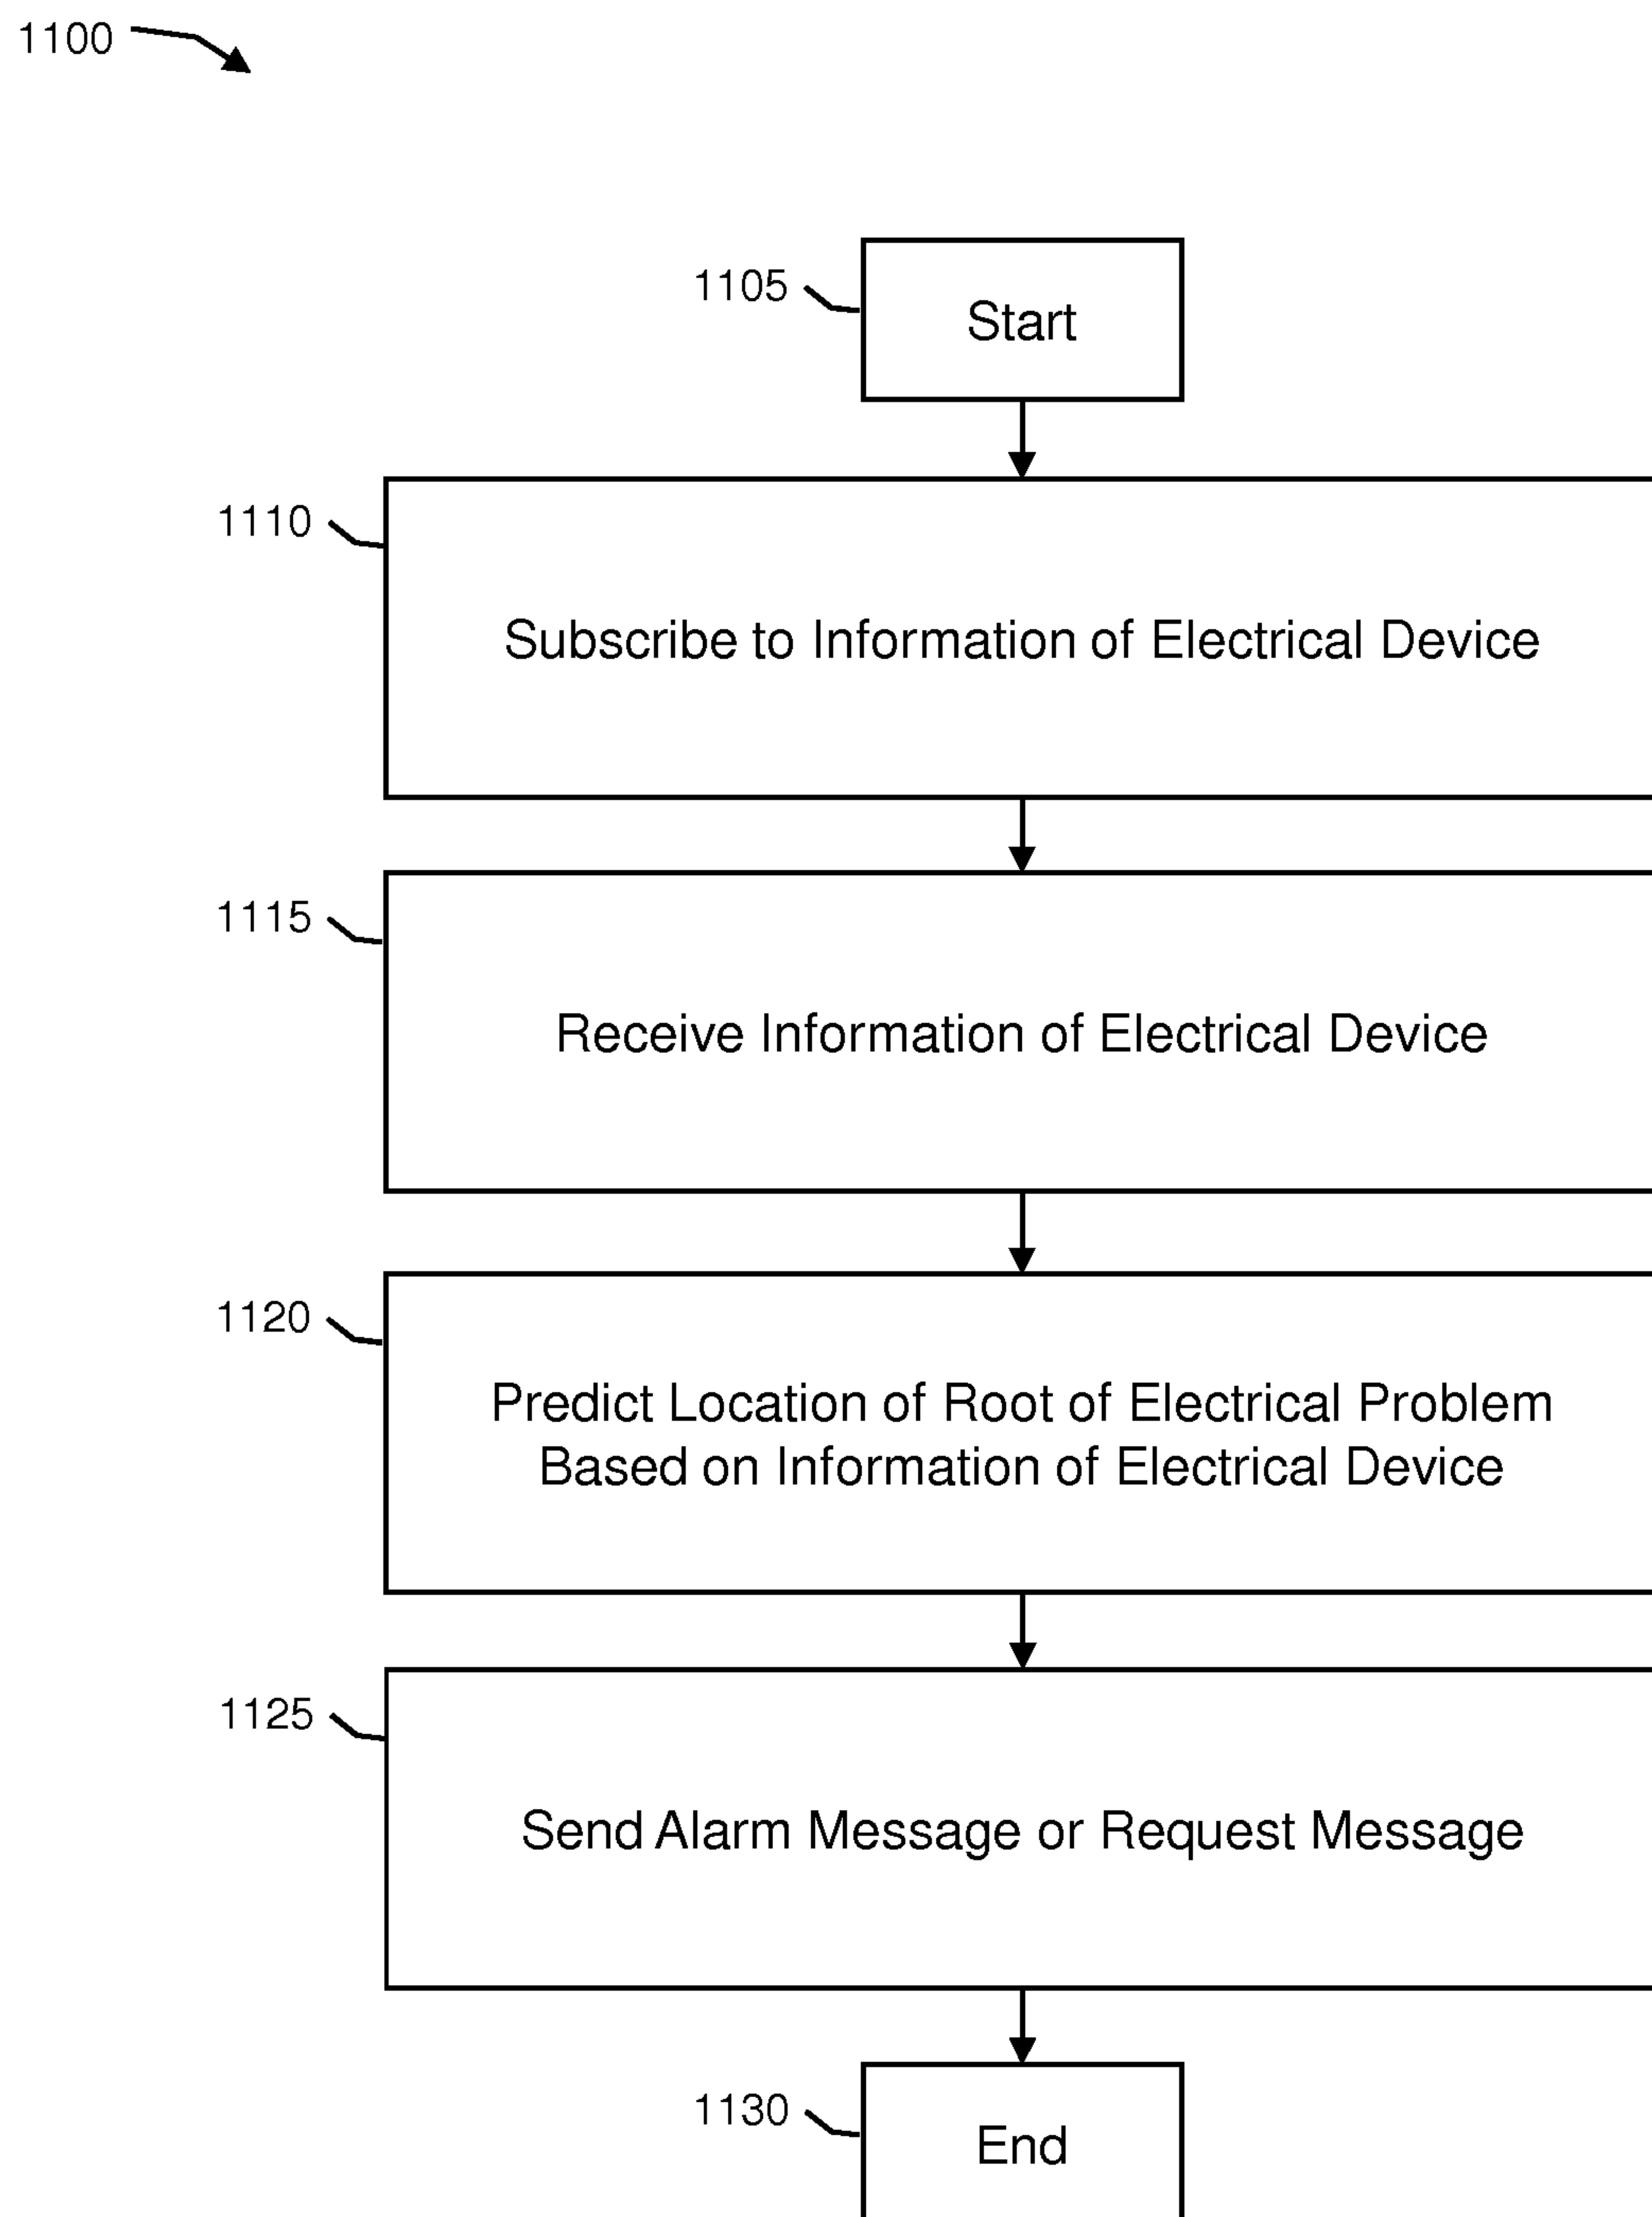 1100
1105
Start
1110
Subscribe to Information of Electrical Device
1115
Receive Information of Electrical Device
1120
Predict Location of Root of Electrical Problem
Based on Information of Electrical Device
1125
Send Alarm Message or Request Message
1130
End